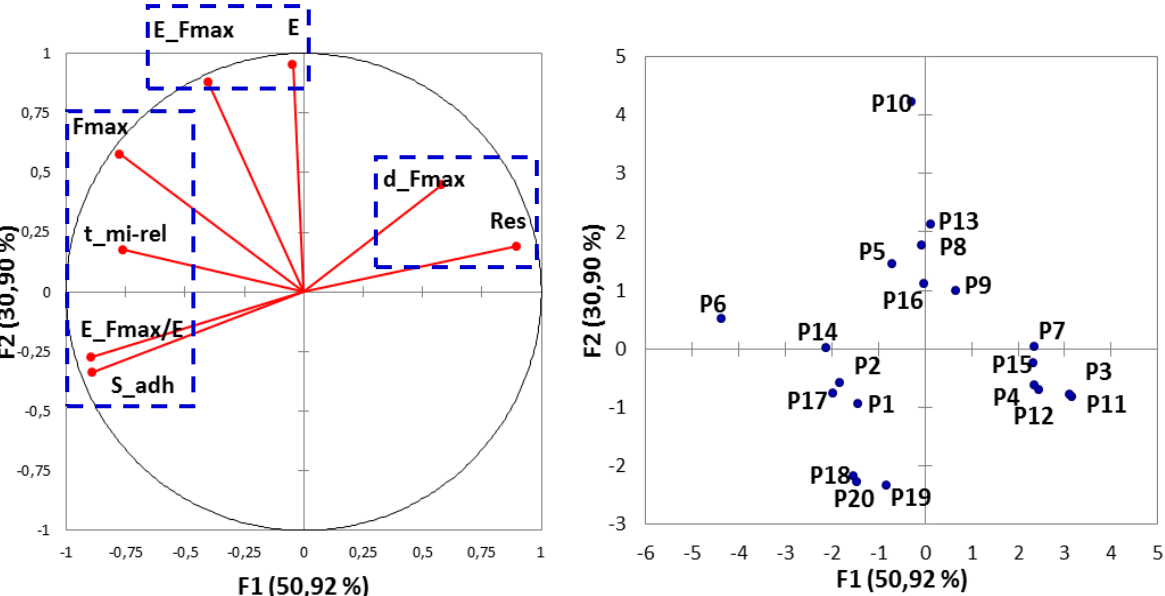 E_Fmax
E
1
0,75
0,5
0,25
0
-0,25
-0,5
-0,75
-1
Fmax
t_mi-rel
E_Fmax/E
S_adh
d_Fmax
Res
-1
-0,75
-0,5
-0,25
0
0,25
0,5
0,75
1
F2 (30,90 %)
F1 (50,92 %)
5
4
3
2
1
0
-1
-2
-3
P10
P13
P8
P5
P16
P9
P6
P14
P7
P15
P2
P3
P17
P1
P4
P11
P12
P18
P20
P19
-6
-5
-4
-3
-2
-1
0
1
2
3
4
5
F2 (30,90 %)
F1 (50,92 %)